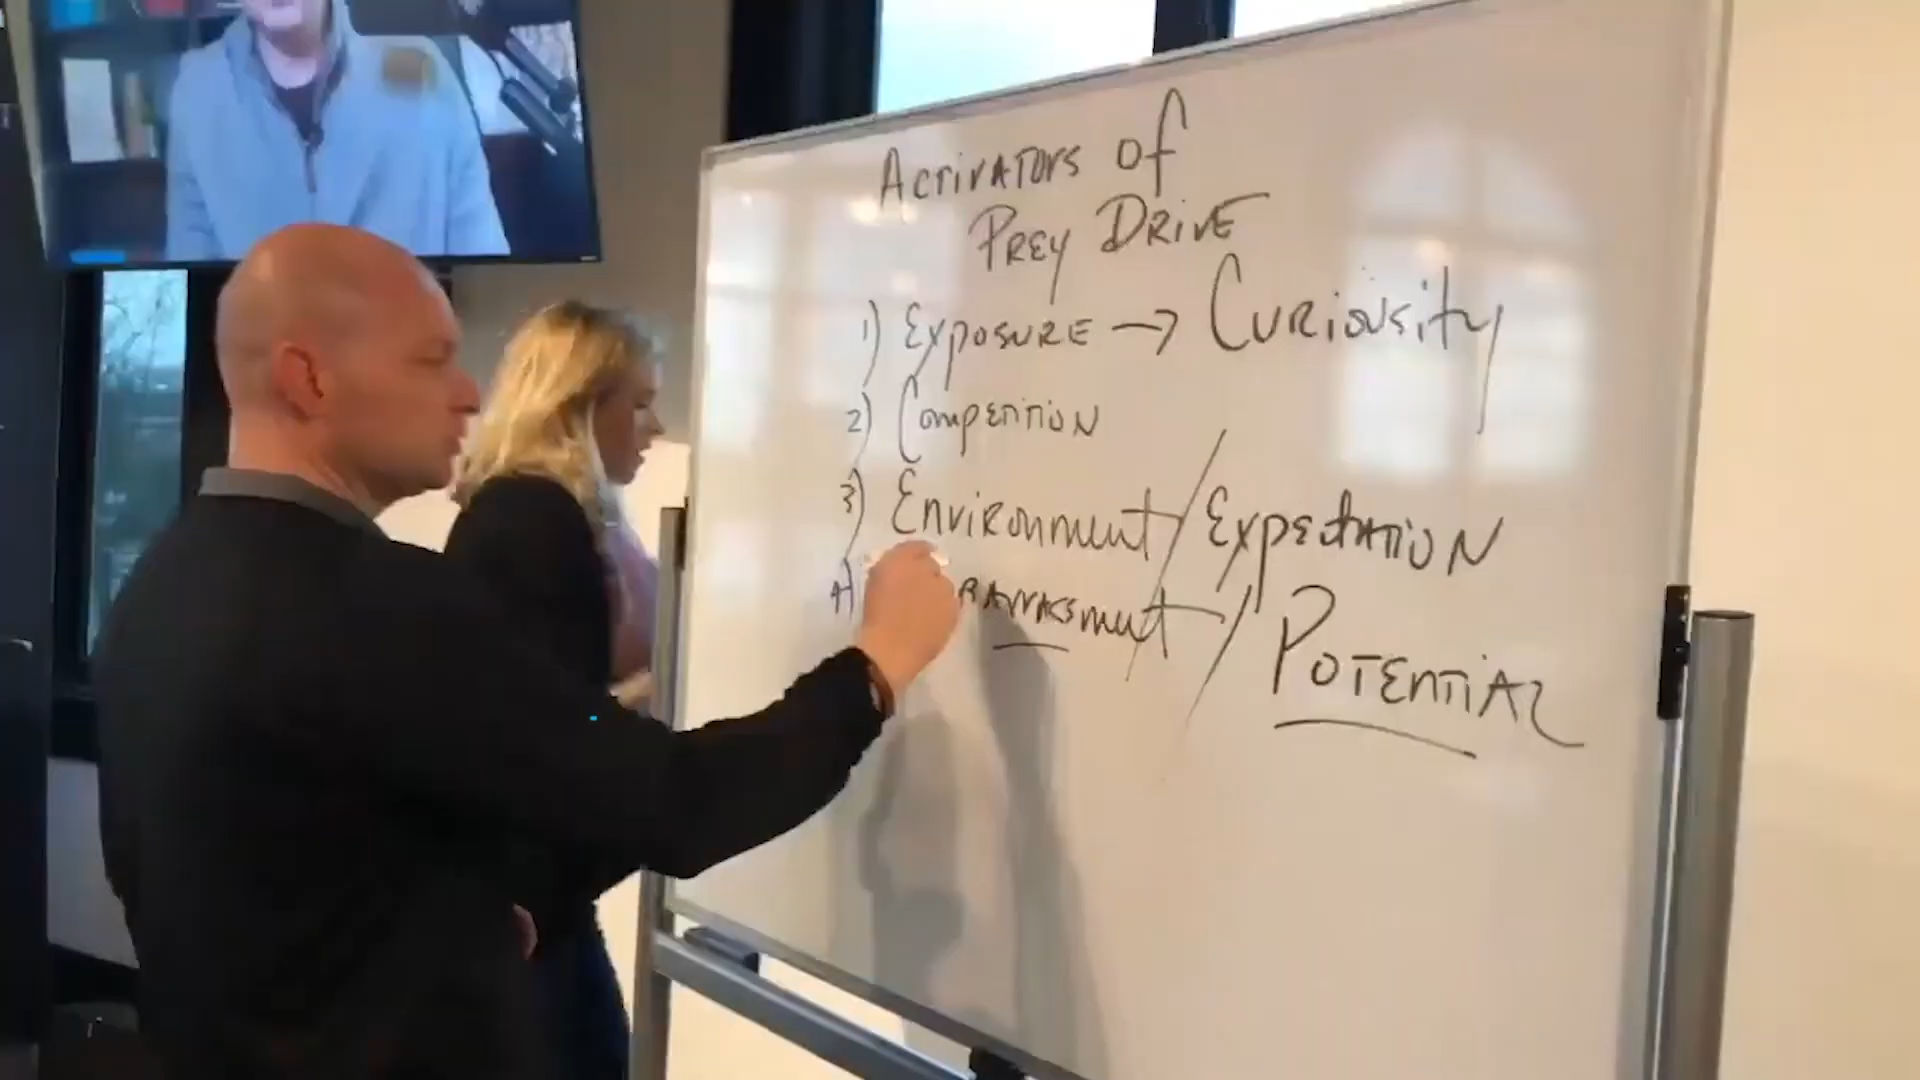 Activators of
Prey Drive
1) Exposure → Curiousity
2) Competition
3) Environment / Expectation
4) / Potential